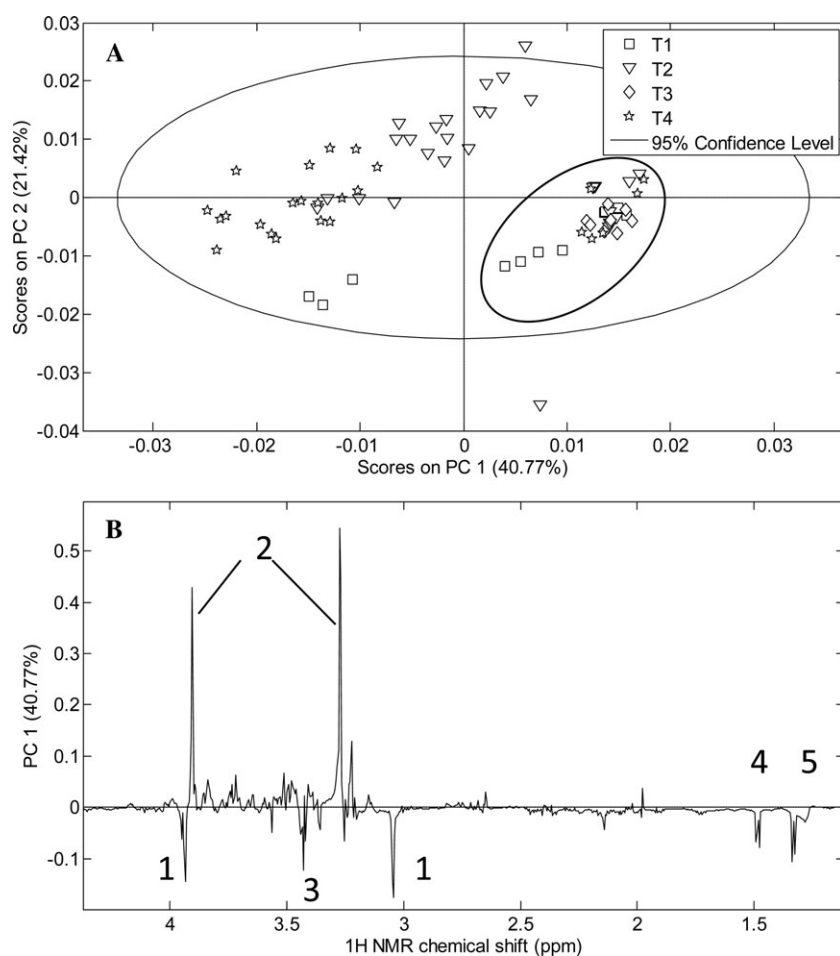 A
T1
T2
T3
T4
95% Confidence Level
0.03
0.02
0.01
0
-0.01
-0.02
-0.03
-0.04
Scores on PC 2 (21.42%)
-0.03 -0.02 -0.01 0 0.01 0.02 0.03
Scores on PC 1 (40.77%)
B
2
0.5
0.4
0.3
0.2
0.1
0
-0.1
PC 1 (40.77%)
4 5
1 3 1
4 3.5 3 2.5 2 1.5
1H NMR chemical shift (ppm)